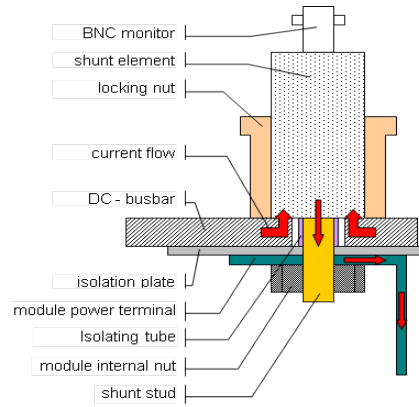 BNC monitor
shunt element
locking nut
current flow
DC - busbar
isolation plate
module power terminal
Isolating tube
module internal nut
shunt stud